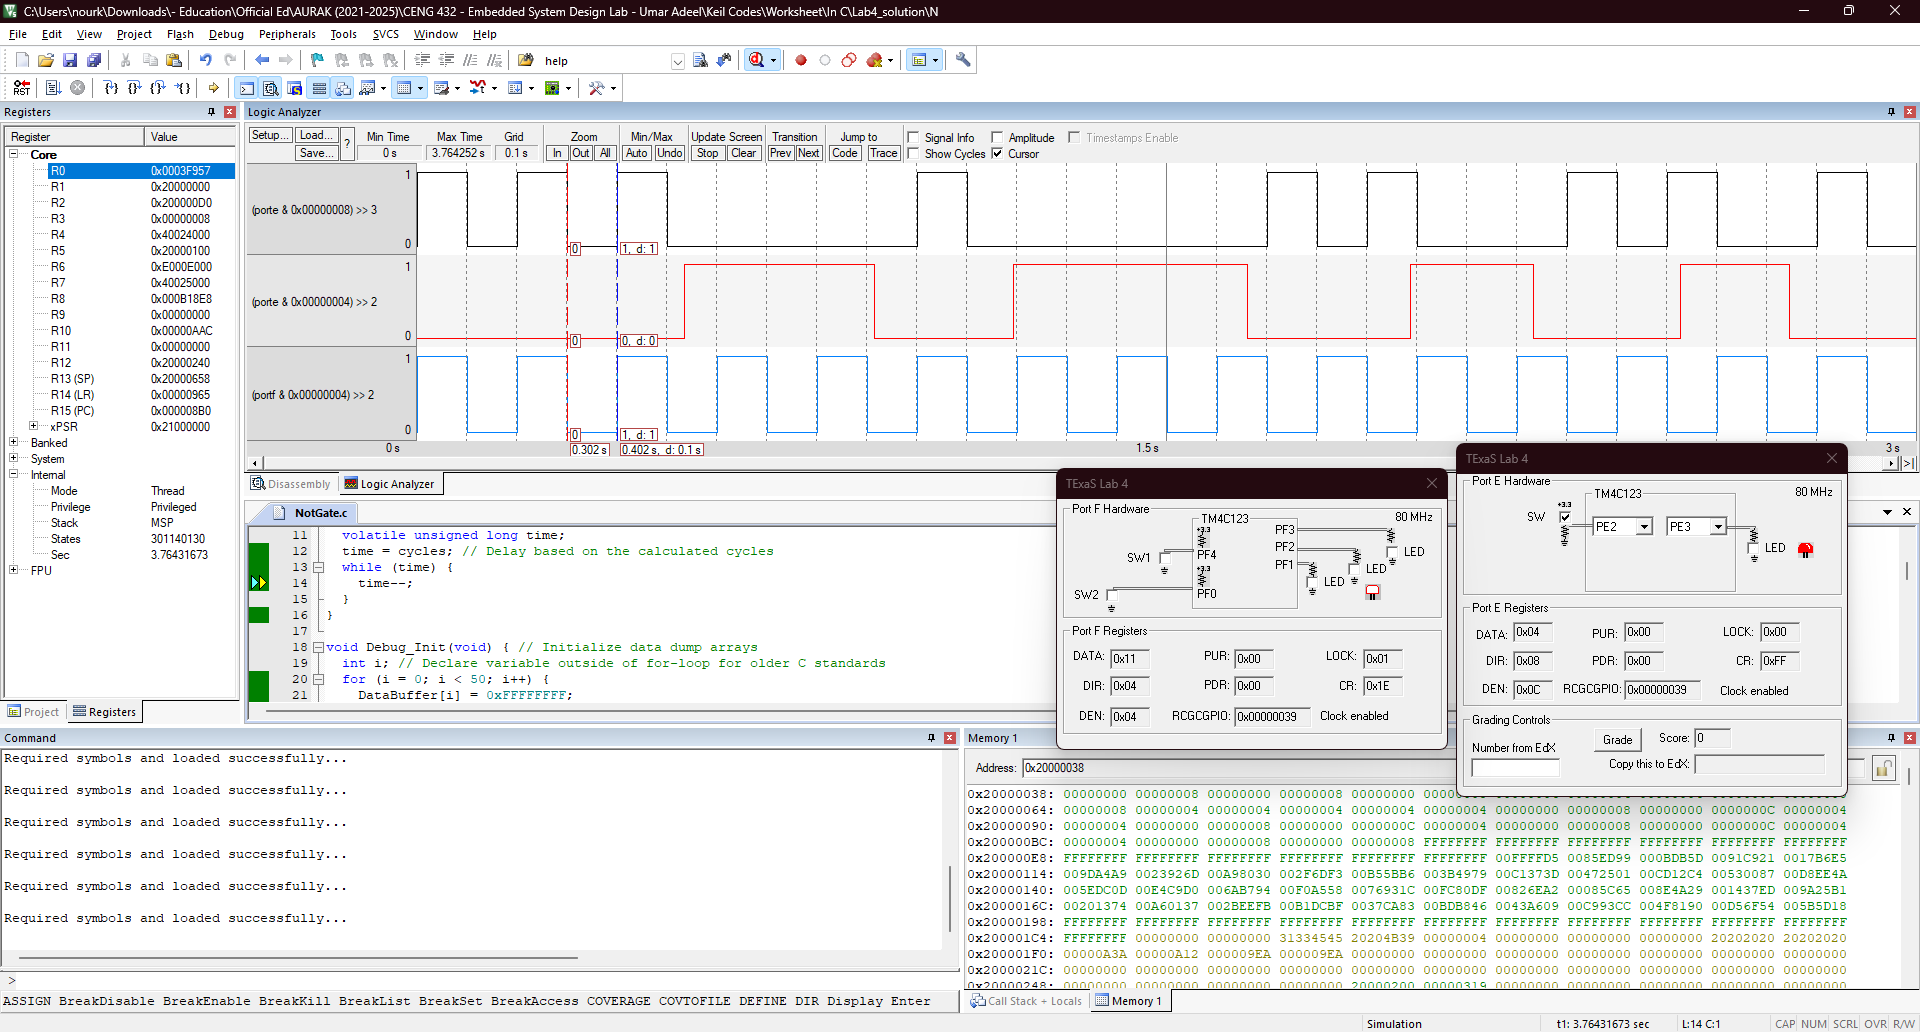 C:\Users\nourk\Downloads\- Education\Official Ed\AURAK (2021-2025)\CENG 432 - Embedded System Design Lab - Umar Adeel\Keil Codes\Worksheet\In C\Lab4_solution\N
File Edit View Project Flash Debug Peripherals Tools SVCS Window Help
help
RST
Registers
Register Value
Core
R0 0x0003F957
R1 0x20000000
R2 0x200000D0
R3 0x00000008
R4 0x40024000
R5 0x20000100
R6 0xE000E000
R7 0x40025000
R8 0x000B18E8
R9 0x00000000
R10 0x00000AAC
R11 0x00000000
R12 0x20000240
R13 (SP) 0x20000658
R14 (LR) 0x00000965
R15 (PC) 0x000008B0
xPSR 0x21000000
Banked
System
Internal
Mode Thread
Privilege Privileged
Stack MSP
States 301140130
Sec 3.76431673
FPU
Project Registers
Logic Analyzer
Setup... Load... ? Min Time Max Time Grid Zoom Min/Max Update Screen Transition Jump to Signal Info Amplitude Timestamps Enable
Save... 0 s 3.764252 s 0.1 s In Out All Auto Undo Stop Clear Prev Next Code Trace Show Cycles Cursor
1
(porte & 0x00000008) >> 3
0
0 1, d: 1
1
(porte & 0x00000004) >> 2
0
0 0, d: 0
1
(portf & 0x00000004) >> 2
0
0 1, d: 1
0 s 0.302 s 0.402 s, d: 0.1 s 1.5 s 3 s
Disassembly Logic Analyzer
NotGate.c
11 volatile unsigned long time;
12 time = cycles; // Delay based on the calculated cycles
13 while (time) {
14 time--;
15 }
16 }
17
18 void Debug_Init(void) { // Initialize data dump arrays
19 int i; // Declare variable outside of for-loop for older C standards
20 for (i = 0; i < 50; i++) {
21 DataBuffer[i] = 0xFFFFFFFF;
TExaS Lab 4
Port F Hardware
TM4C123 80 MHz
+3.3
PF3
SW1 PF4 PF2 LED
+3.3 PF1 LED
LED
SW2 PF0
Port F Registers
DATA: 0x11 PUR: 0x00 LOCK: 0x01
DIR: 0x04 PDR: 0x00 CR: 0x1E
DEN: 0x04 RCGCGPIO: 0x00000039 Clock enabled
TExaS Lab 4
Port E Hardware
TM4C123 80 MHz
+3.3
SW PE2 PE3
LED
Port E Registers
DATA: 0x04 PUR: 0x00 LOCK: 0x00
DIR: 0x08 PDR: 0x00 CR: 0xFF
DEN: 0x0C RCGCGPIO: 0x00000039 Clock enabled
Grading Controls
Number from EdX Grade Score: 0
Copy this to EdX:
Command
Required symbols and loaded successfully...
Required symbols and loaded successfully...
Required symbols and loaded successfully...
Required symbols and loaded successfully...
Required symbols and loaded successfully...
Required symbols and loaded successfully...
>
ASSIGN BreakDisable BreakEnable BreakKill BreakList BreakSet BreakAccess COVERAGE COVTOFILE DEFINE DIR Display Enter
Memory 1
Address: 0x20000038
0x20000038: 00000000 00000008 00000000 00000008 00000000
0x20000064: 00000008 00000004 00000004 00000004 00000004 00000004 00000000 00000000 00000000 0000000C 00000004
0x20000090: 00000004 00000000 00000008 00000000 0000000C 00000004 00000000 00000008 00000000 0000000C 00000004
0x200000BC: 00000004 00000000 00000008 00000000 00000008 FFFFFFFF FFFFFFFF FFFFFFFF FFFFFFFF FFFFFFFF FFFFFFFF
0x200000E8: FFFFFFFF FFFFFFFF FFFFFFFF FFFFFFFF FFFFFFFF FFFFFFFF 00FFFFD5 0085ED99 000BDB5D 0091C921 0017B6E5
0x20000114: 009DA4A9 0023926D 00A98030 002F6DF3 00B55BB6 003B4979 00C1373D 00472501 00CD12C4 00530087 00D8EE4A
0x20000140: 005EDC0D 00E4C9D0 006AB794 00F0A558 0076931C 00FC80DF 00826EA2 00085C65 008E4A29 001437ED 009A25B1
0x2000016C: 00201374 00A60137 002BEEFB 00B1DCBF 0037CA83 00BDB846 0043A609 00C993CC 004F8190 00D56F54 005B5D18
0x20000198: FFFFFFFF FFFFFFFF FFFFFFFF FFFFFFFF FFFFFFFF FFFFFFFF FFFFFFFF FFFFFFFF FFFFFFFF FFFFFFFF FFFFFFFF
0x200001C4: FFFFFFFF 00000000 00000000 31334545 20204B39 00000004 00000000 00000000 00000000 20202020 20202020
0x200001F0: 00000A3A 00000A12 000009EA 000009EA 00000000 00000000 00000000 00000000 00000000 00000000 00000000
0x2000021C: 00000000 00000000 00000000 00000000 00000000 00000000 00000000 00000000 00000000 00000000 00000000
0x20000248: 00000000 00000000 00000000 00000000 20000200 00000319 00000000 00000000 00000000 00000000 00000000
Call Stack + Locals Memory 1
Simulation t1: 3.76431673 sec L:14 C:1 CAP NUM SCRL OVR R/W